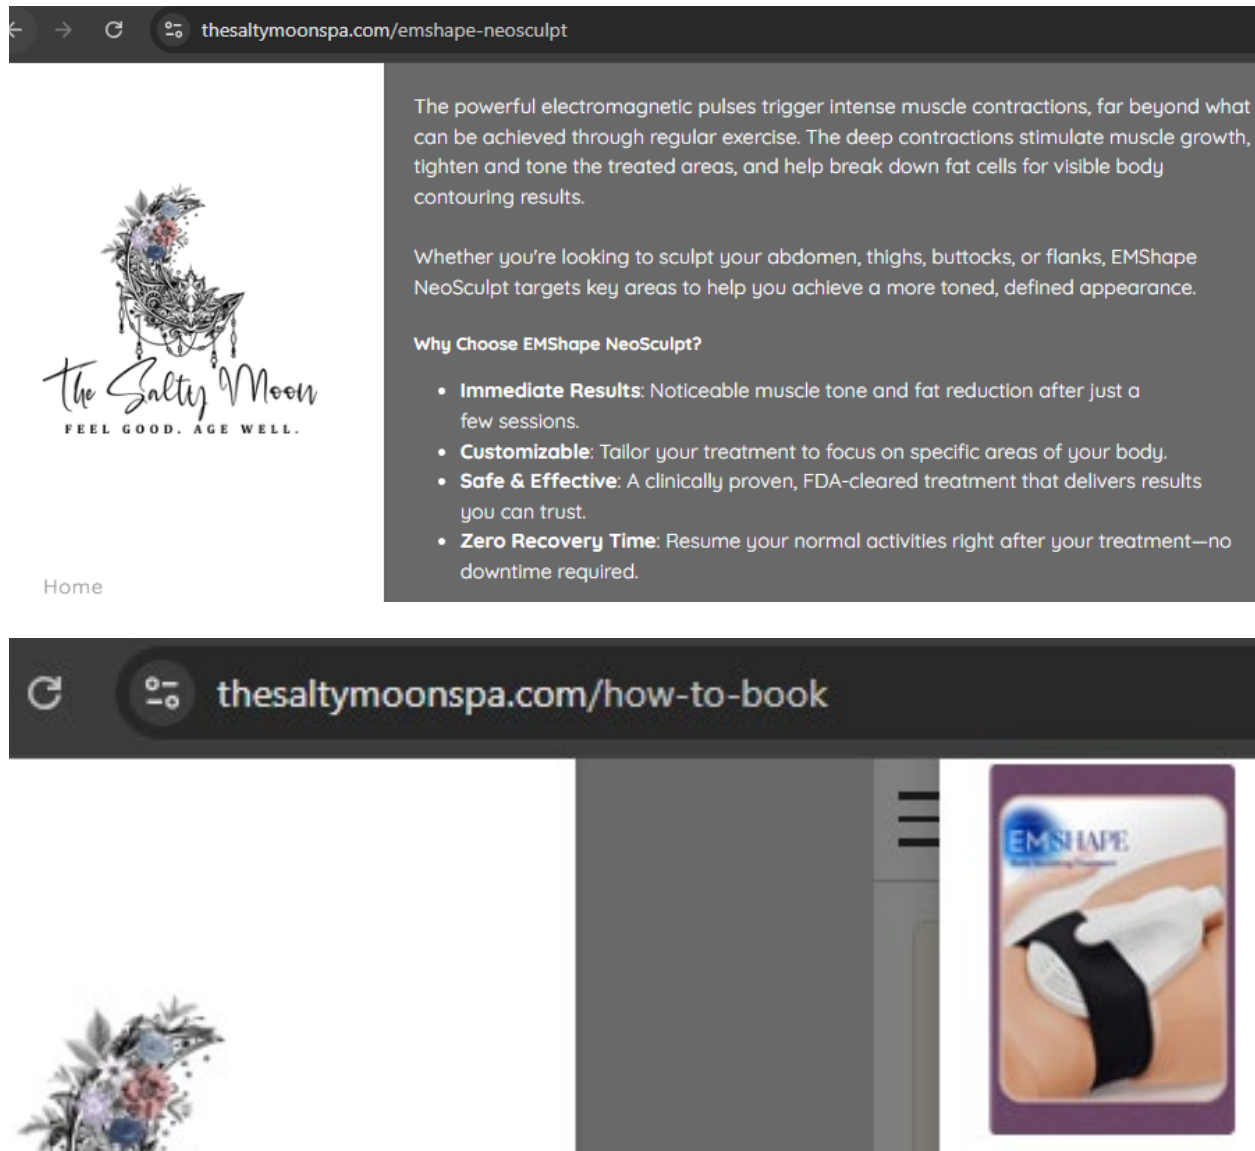 thesaltymoonspa.com/emshape-neosculpt
The powerful electromagnetic pulses trigger intense muscle contractions, far beyond what
can be achieved through regular exercise. The deep contractions stimulate muscle growth,
tighten and tone the treated areas, and help break down fat cells for visible body
contouring results.
Whether you're looking to sculpt your abdomen, thighs, buttocks, or flanks, EMShape
NeoSculpt targets key areas to help you achieve a more toned, defined appearance.
Why Choose EMShape NeoSculpt?
• Immediate Results: Noticeable muscle tone and fat reduction after just a
few sessions.
• Customizable: Tailor your treatment to focus on specific areas of your body.
• Safe & Effective: A clinically proven, FDA-cleared treatment that delivers results
you can trust.
• Zero Recovery Time: Resume your normal activities right after your treatment—no
downtime required.
The Salty Moon
FEEL GOOD. AGE WELL.
Home
thesaltymoonspa.com/how-to-book
EMSHAPE